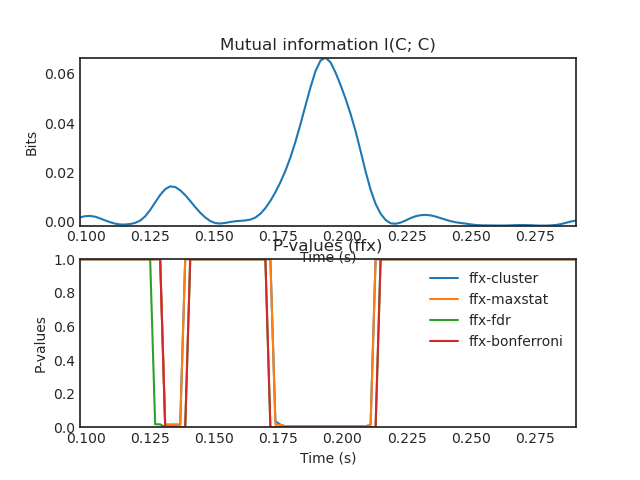 Mutual information I(C; C)
0.06
0.04
0.02
0.00
Bits
0.100 0.125 0.150 0.175 0.200 0.225 0.250 0.275
Time (s)
P-values (ffx)
1.0
0.8
0.6
0.4
0.2
0.0
P-values
ffx-cluster
ffx-maxstat
ffx-fdr
ffx-bonferroni
0.100 0.125 0.150 0.175 0.200 0.225 0.250 0.275
Time (s)